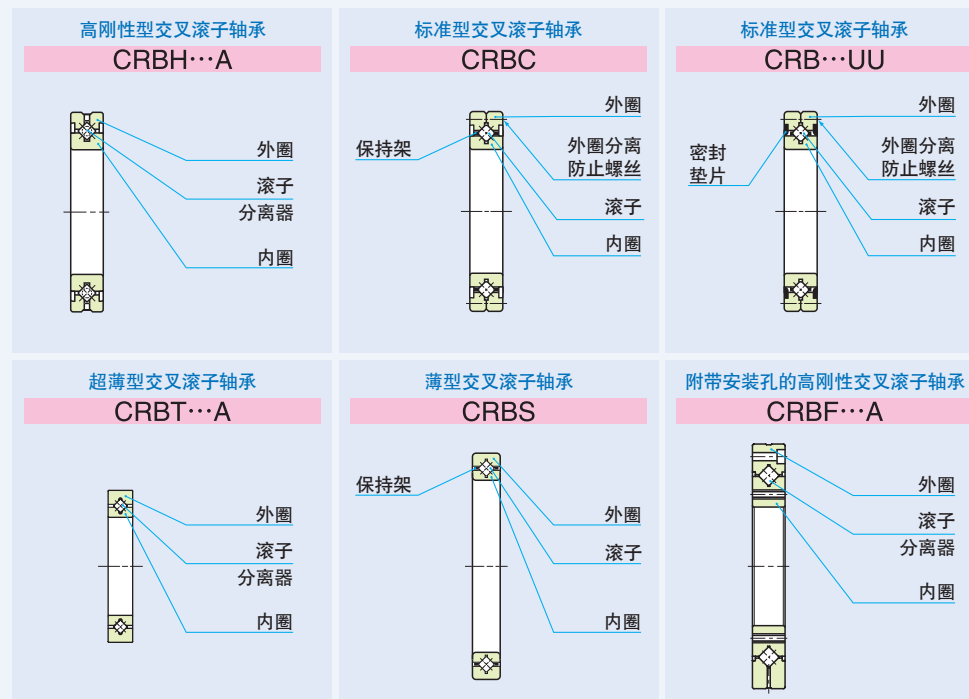 高刚性型交叉滚子轴承
CRBH…A
外圈
滚子
分离器
内圈
标准型交叉滚子轴承
CRBC
保持架
外圈
外圈分离
防止螺丝
滚子
内圈
标准型交叉滚子轴承
CRB…UU
密封
垫片
外圈
外圈分离
防止螺丝
滚子
内圈
超薄型交叉滚子轴承
CRBT…A
外圈
滚子
分离器
内圈
薄型交叉滚子轴承
CRBS
保持架
外圈
滚子
内圈
附带安装孔的高刚性交叉滚子轴承
CRBF…A
外圈
滚子
分离器
内圈